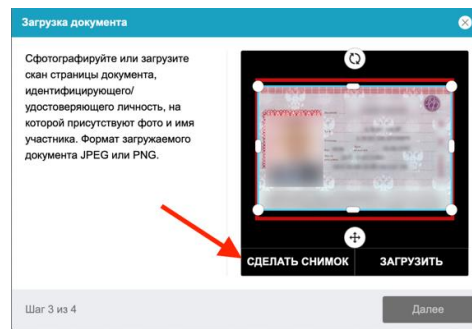 Загрузка документа
Сфотографируйте или загрузите
скан страницы документа,
идентифицирующего/
удостоверяющего личность, на
которой присутствуют фото и имя
участника. Формат загружаемого
документа JPEG или PNG.
СДЕЛАТЬ СНИМОК
ЗАГРУЗИТЬ
Шаг 3 из 4
Далее